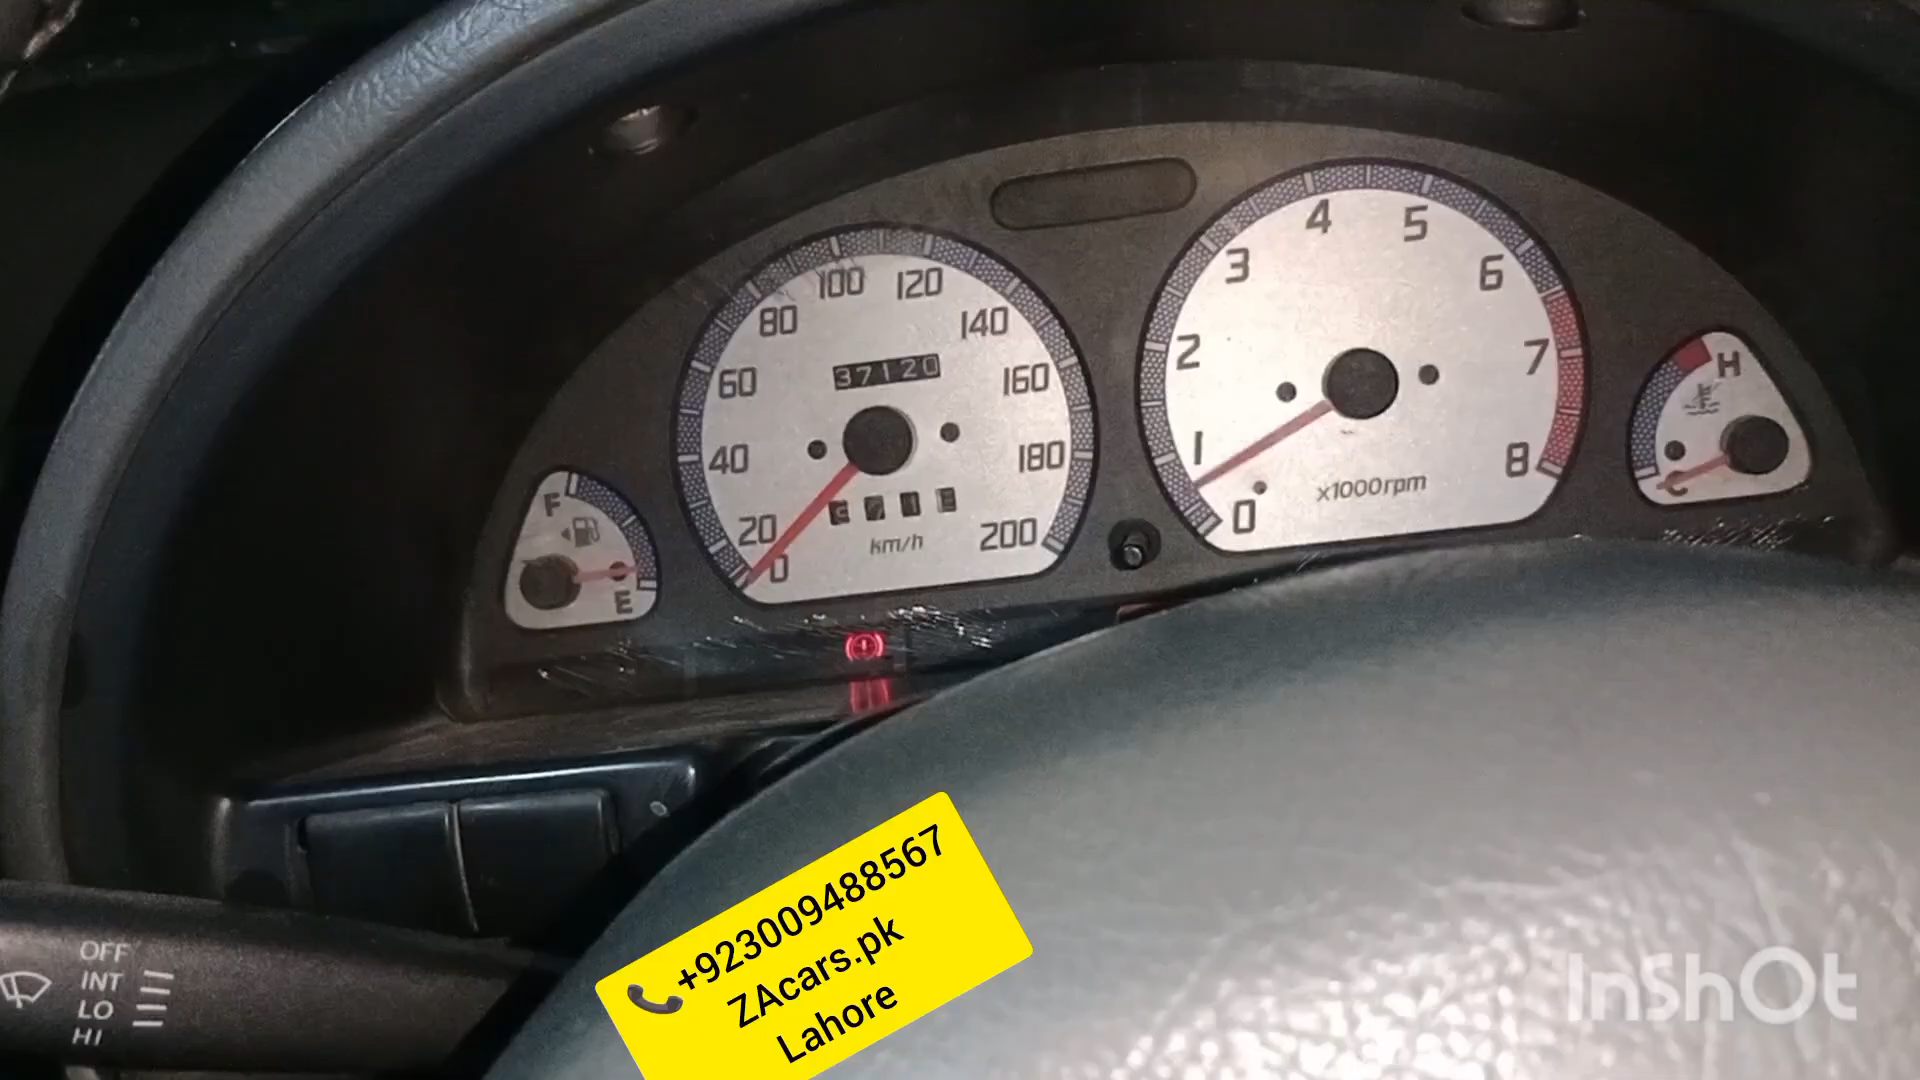 100 120
80 140
37120
60 160
40 180
20 200
0
km/h
F
E
4 5
3 6
2 7
1 8
0
x1000rpm
H
C
OFF
INT
LO
HI
+923009488567
ZAcars.pk
Lahore
InShOt